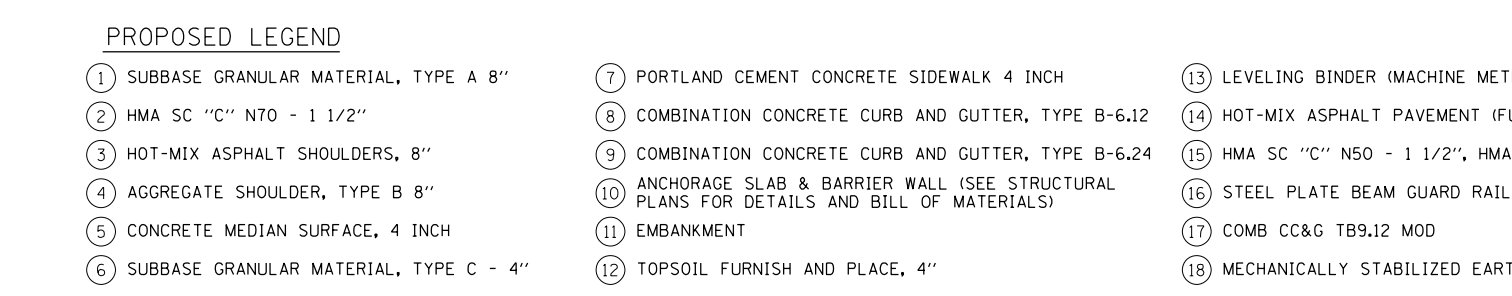 PROPOSED LEGEND
1 SUBBASE GRANULAR MATERIAL, TYPE A 8''
2 HMA SC ''C'' N70 - 1 1/2''
3 HOT-MIX ASPHALT SHOULDERS, 8''
4 AGGREGATE SHOULDER, TYPE B 8''
5 CONCRETE MEDIAN SURFACE, 4 INCH
6 SUBBASE GRANULAR MATERIAL, TYPE C - 4''
7 PORTLAND CEMENT CONCRETE SIDEWALK 4 INCH
8 COMBINATION CONCRETE CURB AND GUTTER, TYPE B-6.12
9 COMBINATION CONCRETE CURB AND GUTTER, TYPE B-6.24
10 ANCHORAGE SLAB & BARRIER WALL (SEE STRUCTURAL
PLANS FOR DETAILS AND BILL OF MATERIALS)
11 EMBANKMENT
12 TOPSOIL FURNISH AND PLACE, 4''
13 LEVELING BINDER (MACHINE MET
14 HOT-MIX ASPHALT PAVEMENT (FU
15 HMA SC ''C'' N50 - 1 1/2'', HMA
16 STEEL PLATE BEAM GUARD RAIL
17 COMB CC&G TB9.12 MOD
18 MECHANICALLY STABILIZED EART